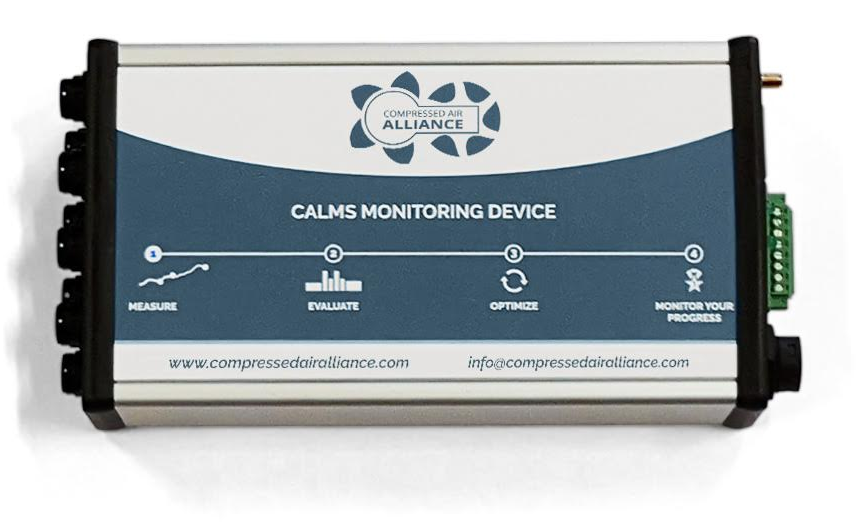 COMPRESSED AIR
ALLIANCE
CALMS MONITORING DEVICE
1 2 3 4
MEASURE EVALUATE OPTIMIZE MONITOR YOUR
PROGRESS
www.compressedairalliance.com info@compressedairalliance.com